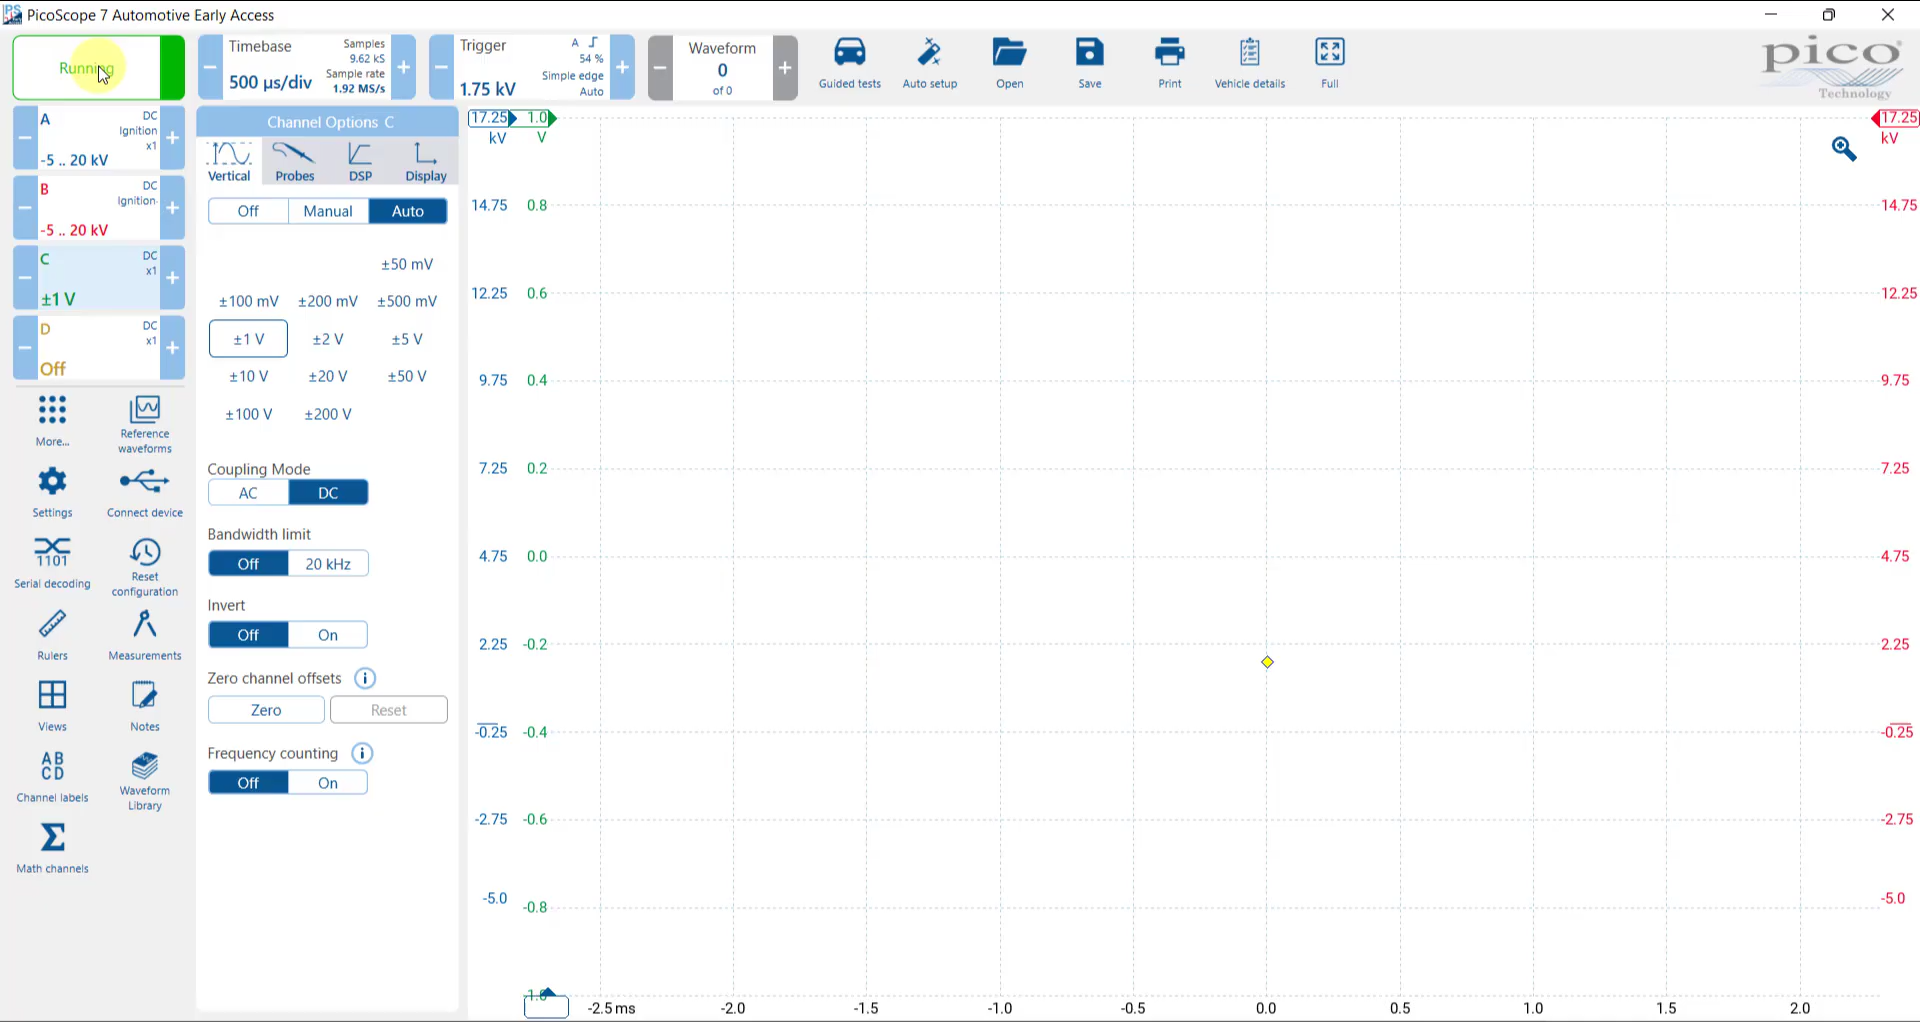 PicoScope 7 Automotive Early Access
Running
Timebase
500 µs/div
Samples
9.62 kS
Sample rate
1.92 MS/s
Trigger
1.75 kV
A
54 %
Simple edge
Auto
Waveform
0
of 0
Guided tests
Auto setup
Open
Save
Print
Vehicle details
Full
pico
Technology
A
DC
Ignition
x1
-5 .. 20 kV
B
DC
Ignition-
-5 .. 20 kV
C
DC
x1
±1 V
D
DC
x1
Off
More...
Reference
waveforms
Settings
Connect device
1101
Serial decoding
Reset
configuration
Rulers
Measurements
Views
Notes
AB
CD
Channel labels
Waveform
Library
Math channels
Channel Options C
Vertical
Probes
DSP
Display
Off Manual Auto
±50 mV
±100 mV ±200 mV ±500 mV
±1 V ±2 V ±5 V
±10 V ±20 V ±50 V
±100 V ±200 V
Coupling Mode
AC DC
Bandwidth limit
Off 20 kHz
Invert
Off On
Zero channel offsets i
Zero Reset
Frequency counting i
Off On
17.25 1.0 17.25
kV V kV
14.75 0.8 14.75
12.25 0.6 12.25
9.75 0.4 9.75
7.25 0.2 7.25
4.75 0.0 4.75
2.25 -0.2 2.25
-0.25 -0.4 -0.25
-2.75 -0.6 -2.75
-5.0 -0.8 -5.0
-1.0
-2.5 ms -2.0 -1.5 -1.0 -0.5 0.0 0.5 1.0 1.5 2.0